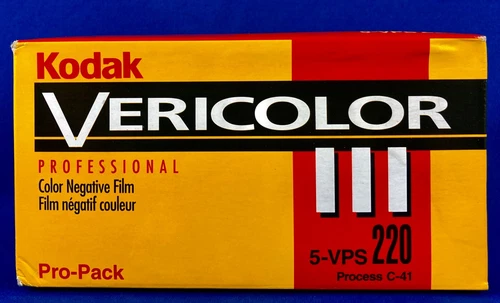 Kodak
VERICOLOR
III
PROFESSIONAL
Color Negative Film
Film négatif couleur
5-VPS 220
Process C-41
Pro-Pack